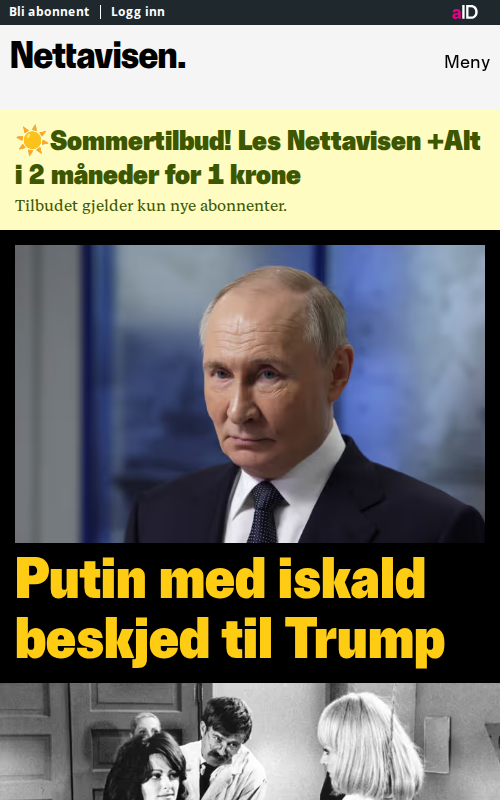 Bli abonnent | Logg inn
aID
Nettavisen.
Meny
☀️Sommertilbud! Les Nettavisen +Alt
i 2 måneder for 1 krone
Tilbudet gjelder kun nye abonnenter.
Putin med iskald
beskjed til Trump